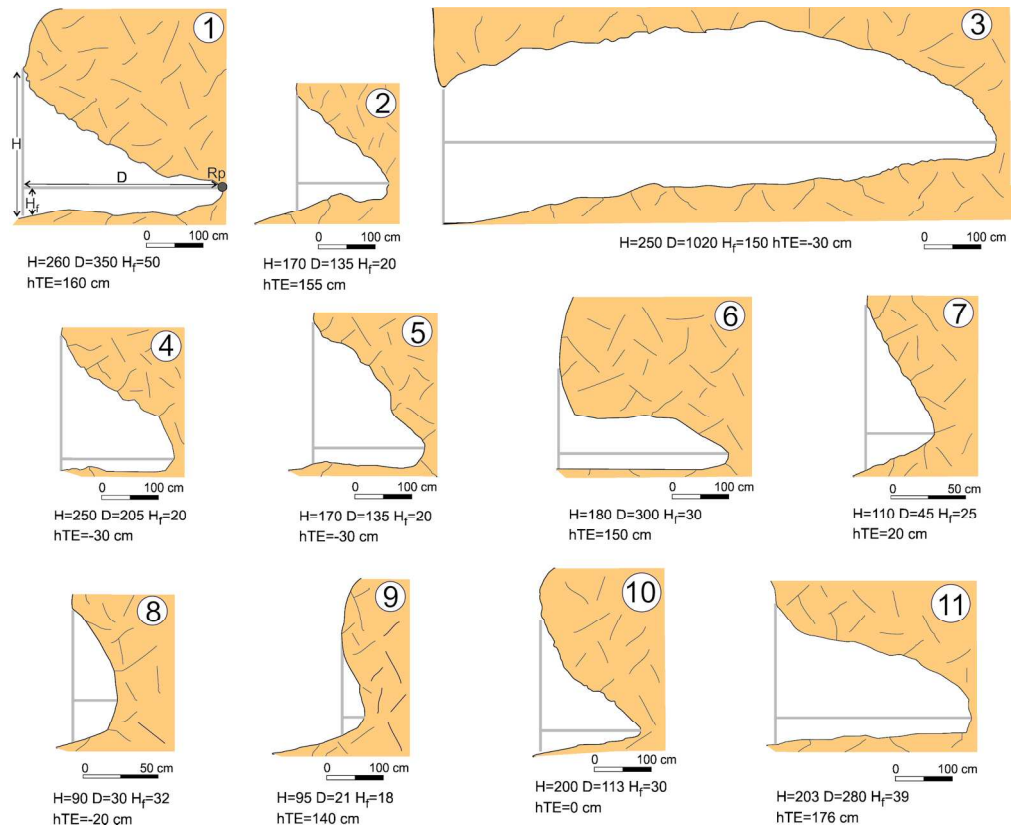 1
H
D
Rp
Hf
0 100 cm
H=260 D=350 Hf=50
hTE=160 cm
2
0 100 cm
H=170 D=135 Hf=20
hTE=155 cm
3
H=250 D=1020 Hf=150 hTE=-30 cm
0 100 cm
4
0 100 cm
H=250 D=205 Hf=20
hTE=-30 cm
5
0 100 cm
H=170 D=135 Hf=20
hTE=-30 cm
6
0 100 cm
H=180 D=300 Hf=30
hTE=150 cm
7
0 50 cm
H=110 D=45 Hf=25
hTE=20 cm
8
0 50 cm
H=90 D=30 Hf=32
hTE=-20 cm
9
0 100 cm
H=95 D=21 Hf=18
hTE=140 cm
10
0 100 cm
H=200 D=113 Hf=30
hTE=0 cm
11
0 100 cm
H=203 D=280 Hf=39
hTE=176 cm